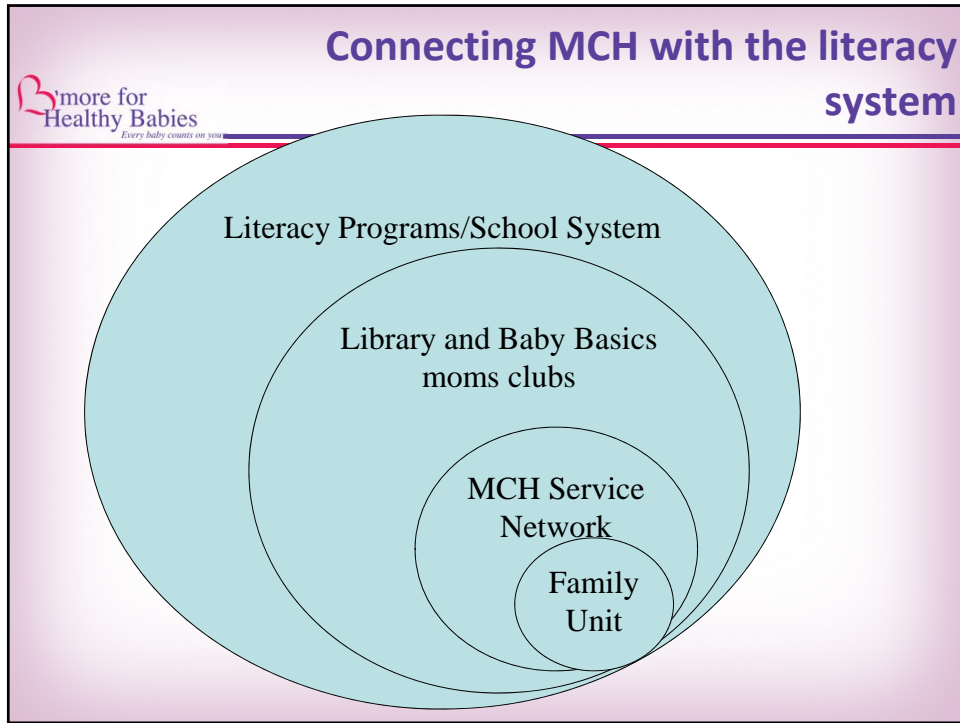 Connecting MCH with the literacy
system
B'more for
Healthy Babies
Every baby counts on you
Literacy Programs/School System
Library and Baby Basics
moms clubs
MCH Service
Network
Family
Unit